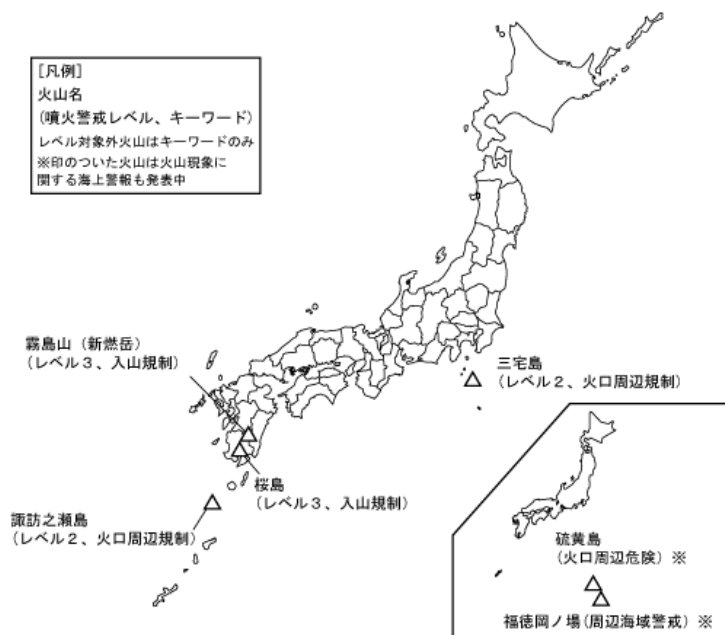 [凡例]
火山名
(噴火警戒レベル、キーワード)
レベル対象外火山はキーワードのみ
※印のついた火山は火山現象に
関する海上警報も発表中
霧島山（新燃岳）
（レベル３、入山規制）
三宅島
（レベル２、火口周辺規制）
桜島
（レベル３、入山規制）
諏訪之瀬島
（レベル２、火口周辺規制）
硫黄島
（火口周辺危険）※
福徳岡ノ場(周辺海域警戒) ※